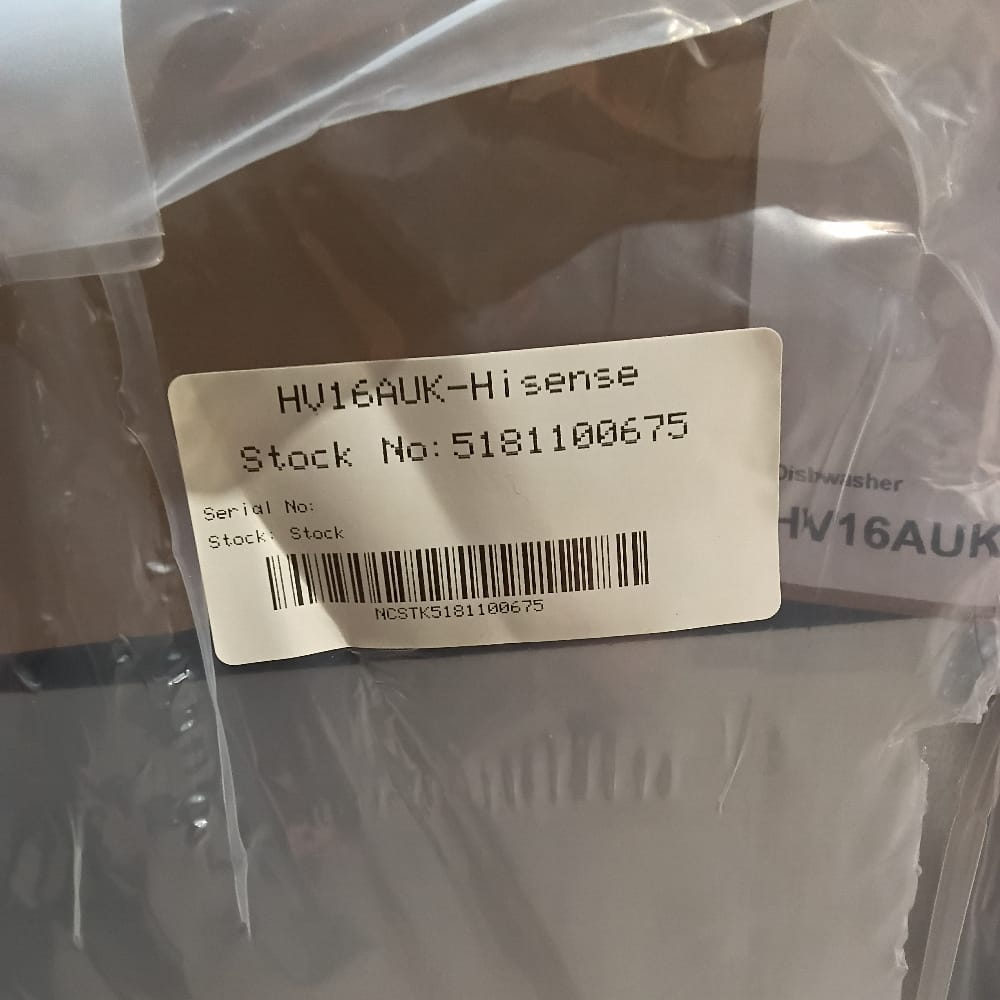 HV16AUK-Hisense
Stock No:5181100675
Serial No:
Stock: Stock
NCSTK5181100675
Dishwasher
HV16AUK